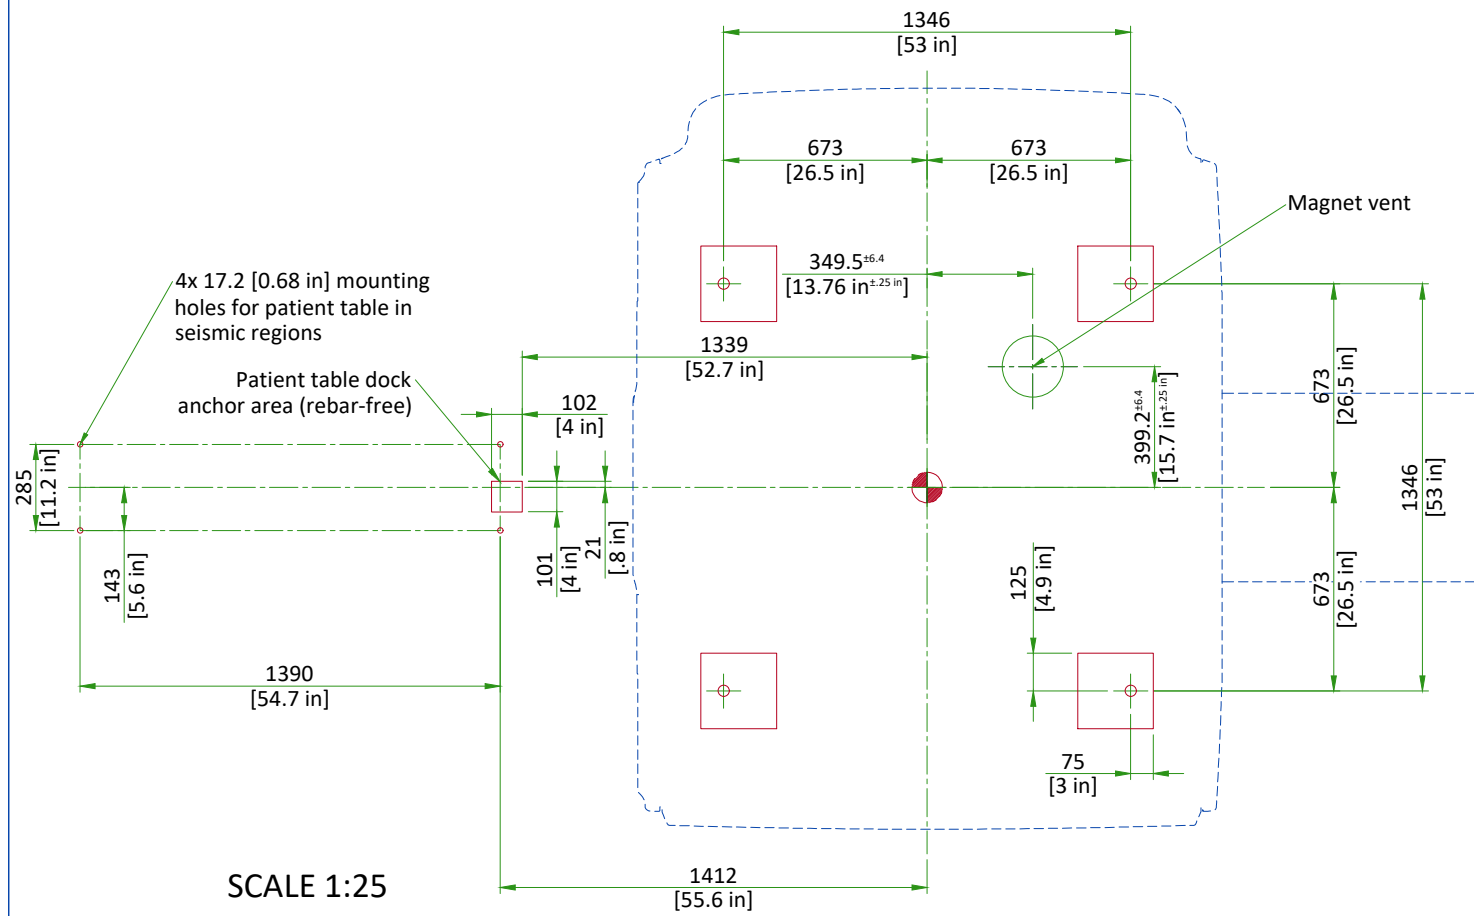 1346
[53 in]
673
[26.5 in]
673
[26.5 in]
Magnet vent
349.5±6.4
[13.76 in±.25 in]
4x 17.2 [0.68 in] mounting
holes for patient table in
seismic regions
1339
[52.7 in]
Patient table dock
anchor area (rebar-free)
102
[4 in]
399.2±6.4
[15.7 in±.25 in]
673
[26.5 in]
1346
[53 in]
285
[11.2 in]
143
[5.6 in]
101
[4 in]
21
[.8 in]
125
[4.9 in]
673
[26.5 in]
1390
[54.7 in]
75
[3 in]
1412
[55.6 in]
SCALE 1:25